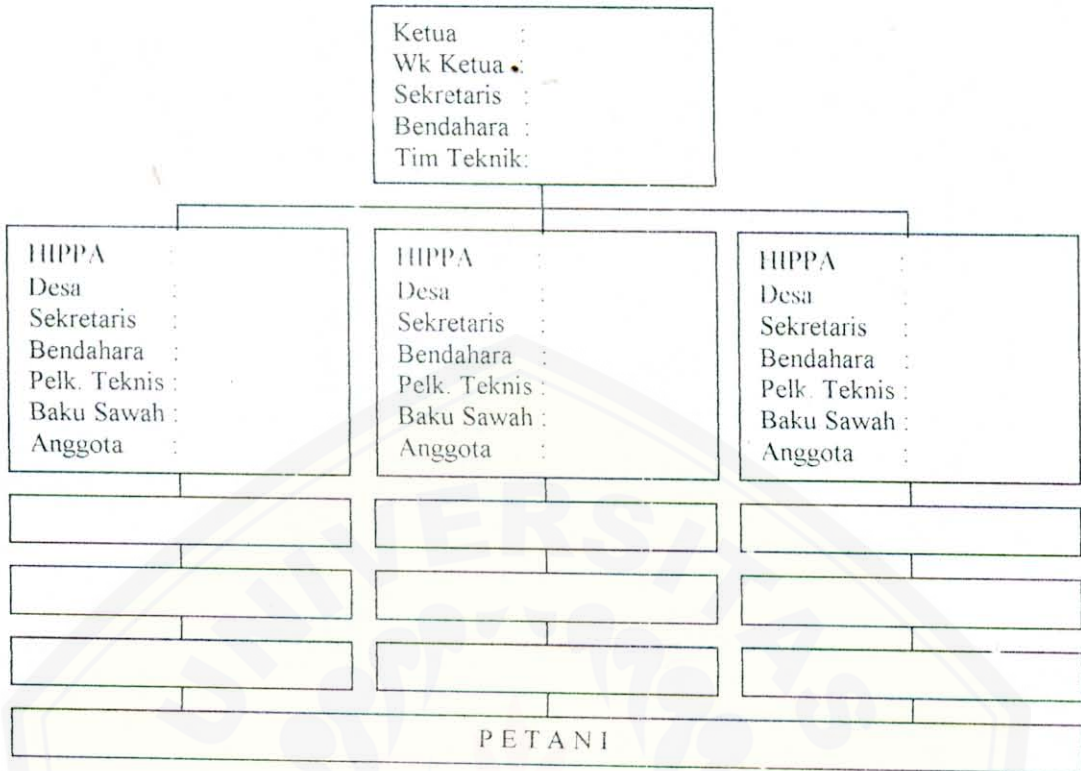 Ketua :
Wk Ketua :
Sekretaris :
Bendahara :
Tim Teknik:
HIPPA :
Desa :
Sekretaris :
Bendahara :
Pelk. Teknis :
Baku Sawah :
Anggota :
HIPPA :
Desa :
Sekretaris :
Bendahara :
Pelk. Teknis :
Baku Sawah :
Anggota :
HIPPA :
Desa :
Sekretaris :
Bendahara :
Pelk. Teknis :
Baku Sawah :
Anggota :
UNIVERSITAS
PETANI